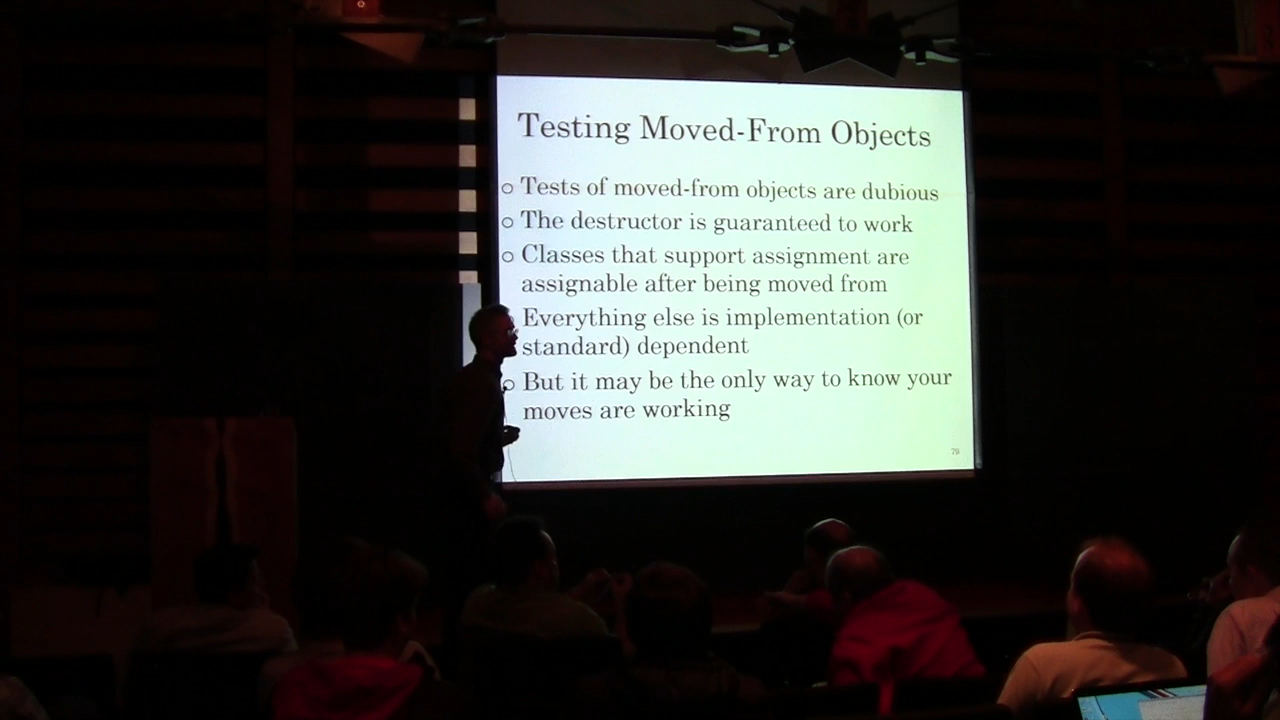 Testing Moved-From Objects
Tests of moved-from objects are dubious
The destructor is guaranteed to work
Classes that support assignment are
assignable after being moved from
Everything else is implementation (or
standard) dependent
But it may be the only way to know your
moves are working